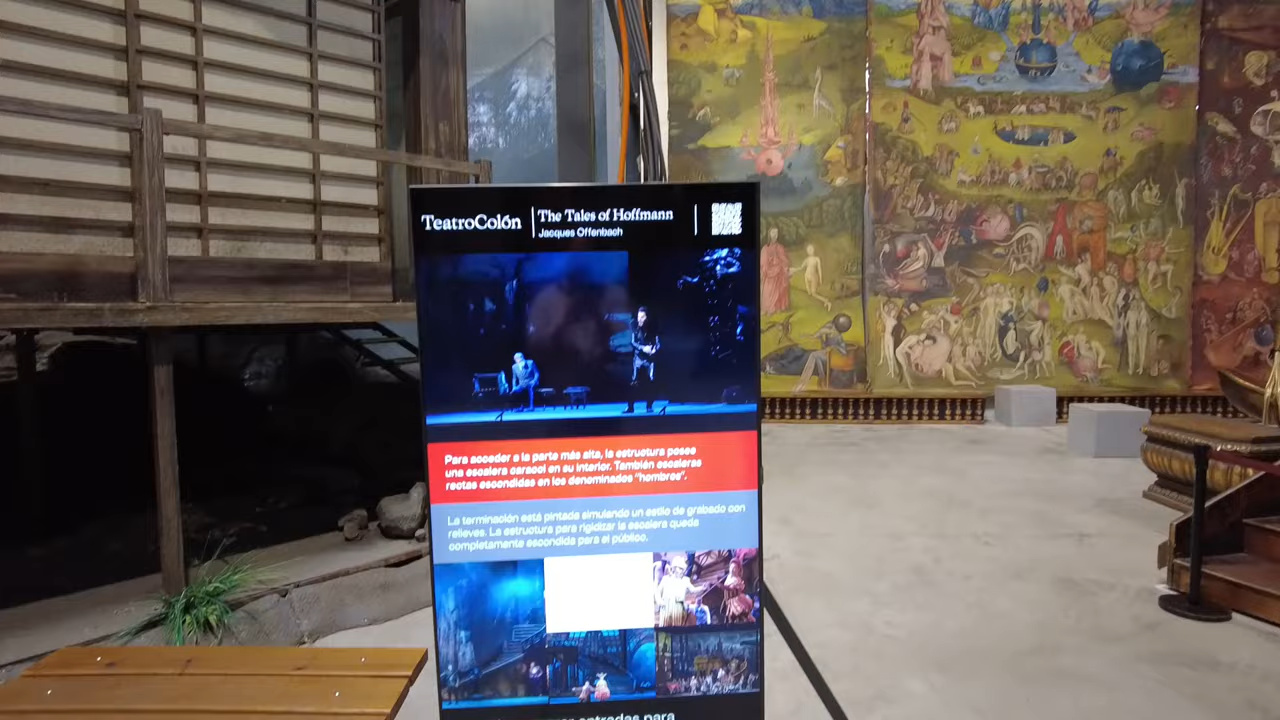 TeatroColón
The Tales of Hoffmann
Jacques Offenbach
Para acceder a la parte más alta, la estructura posee
una escalera caracol en su interior. También escaleras
rectas escondidas en los denominados "hombres".
La terminación está pintada simulando un estilo de grabado con
relieves. La estructura para rigidizar la escalera queda
completamente escondida para el público.
entradas para